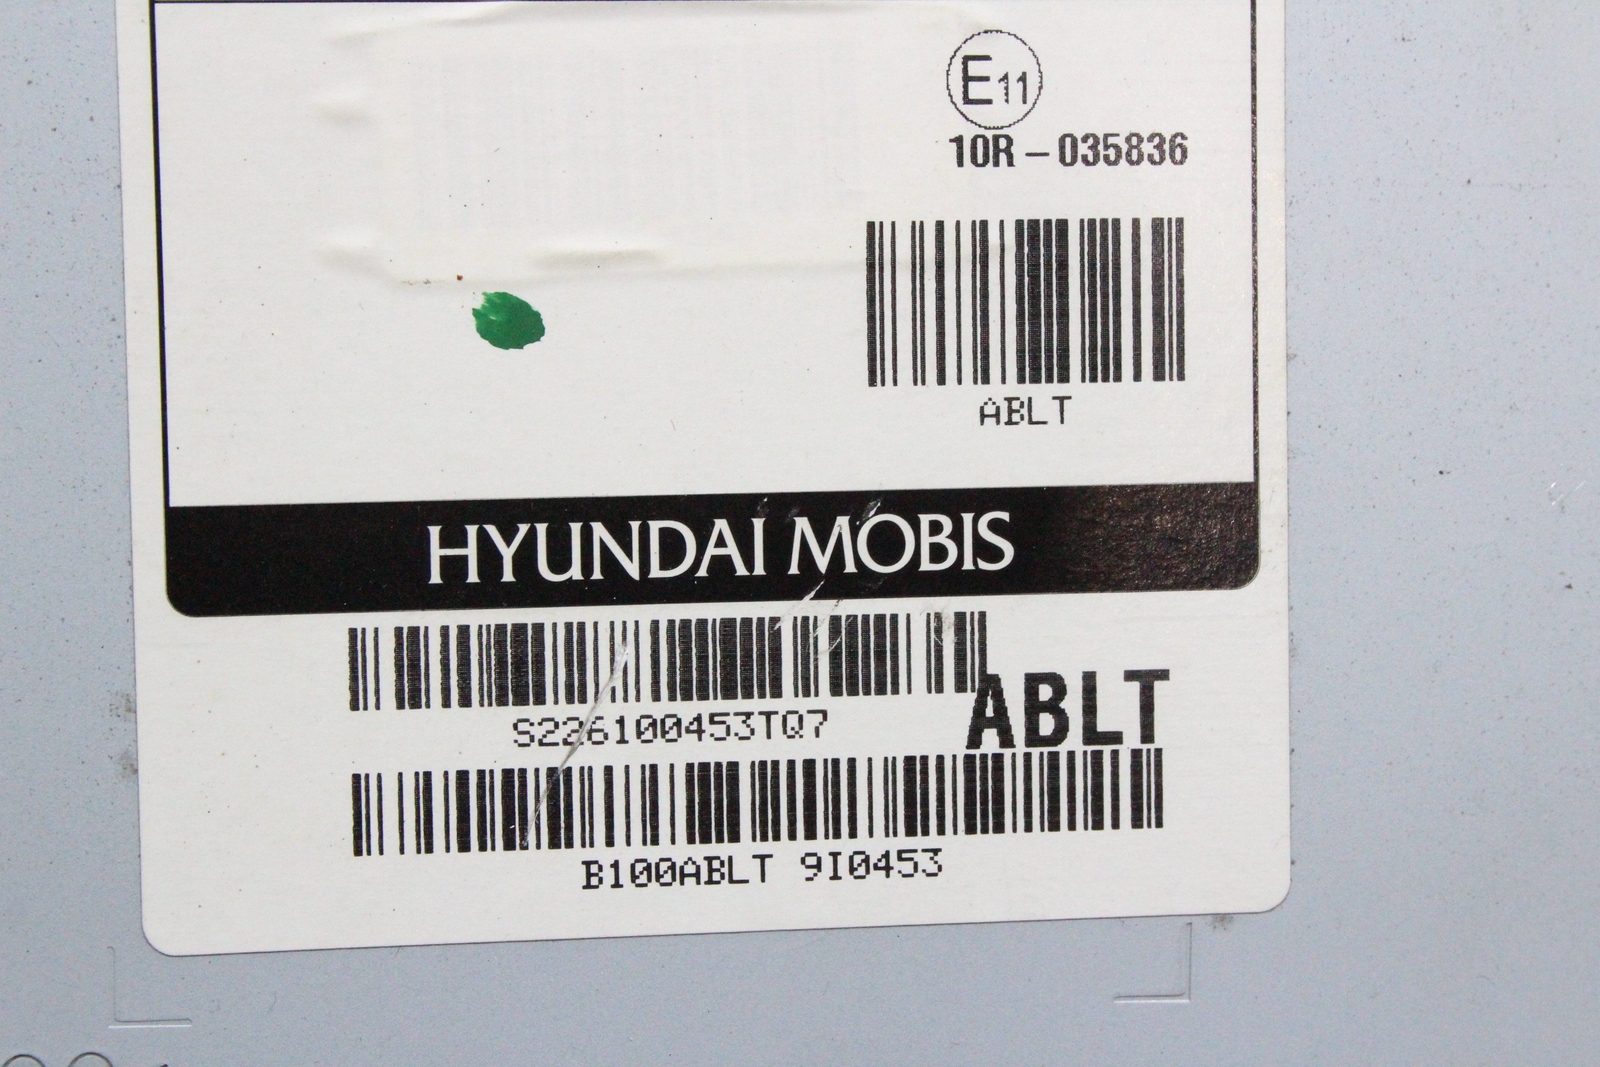 E11
10R – 035836
ABLT
HYUNDAI MOBIS
S226100453TQ7
ABLT
B100ABLT 9I0453